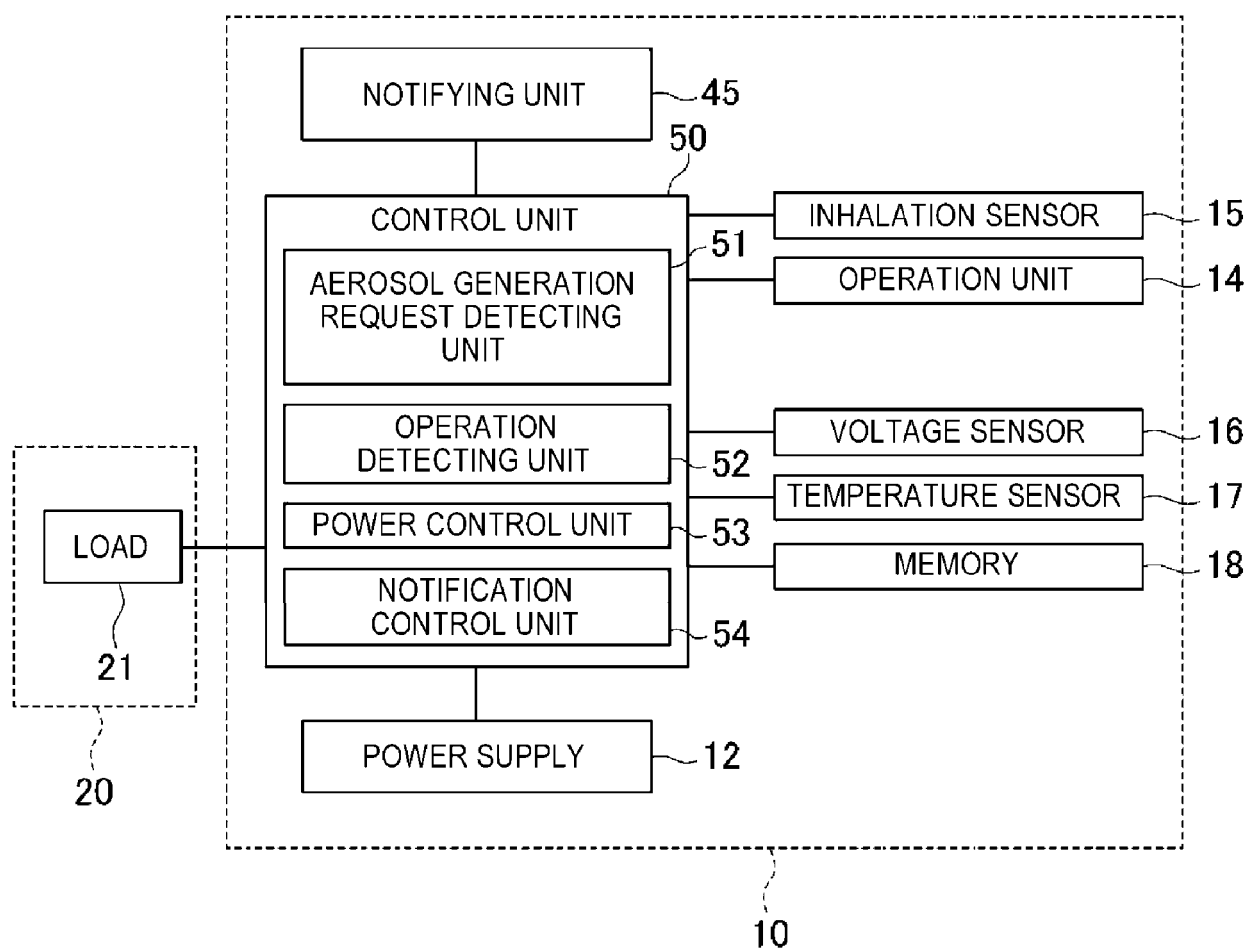 NOTIFYING UNIT
45
50
CONTROL UNIT
51
AEROSOL GENERATION
REQUEST DETECTING
UNIT
OPERATION
DETECTING UNIT
52
POWER CONTROL UNIT
53
NOTIFICATION
CONTROL UNIT
54
INHALATION SENSOR
15
OPERATION UNIT
14
VOLTAGE SENSOR
16
TEMPERATURE SENSOR
17
MEMORY
18
LOAD
21
20
POWER SUPPLY
12
10